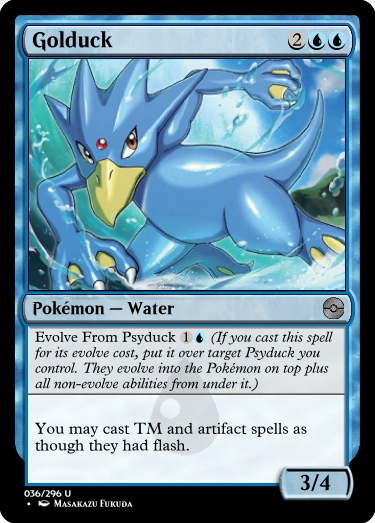 Golduck 2
Pokémon — Water
Evolve From Psyduck 1 (If you cast this spell
for its evolve cost, put it over target Psyduck you
control. They evolve into the Pokémon on top plus
all non-evolve abilities from under it.)
You may cast TM and artifact spells as
though they had flash.
3/4
036/296 U
• Masakazu Fukuda